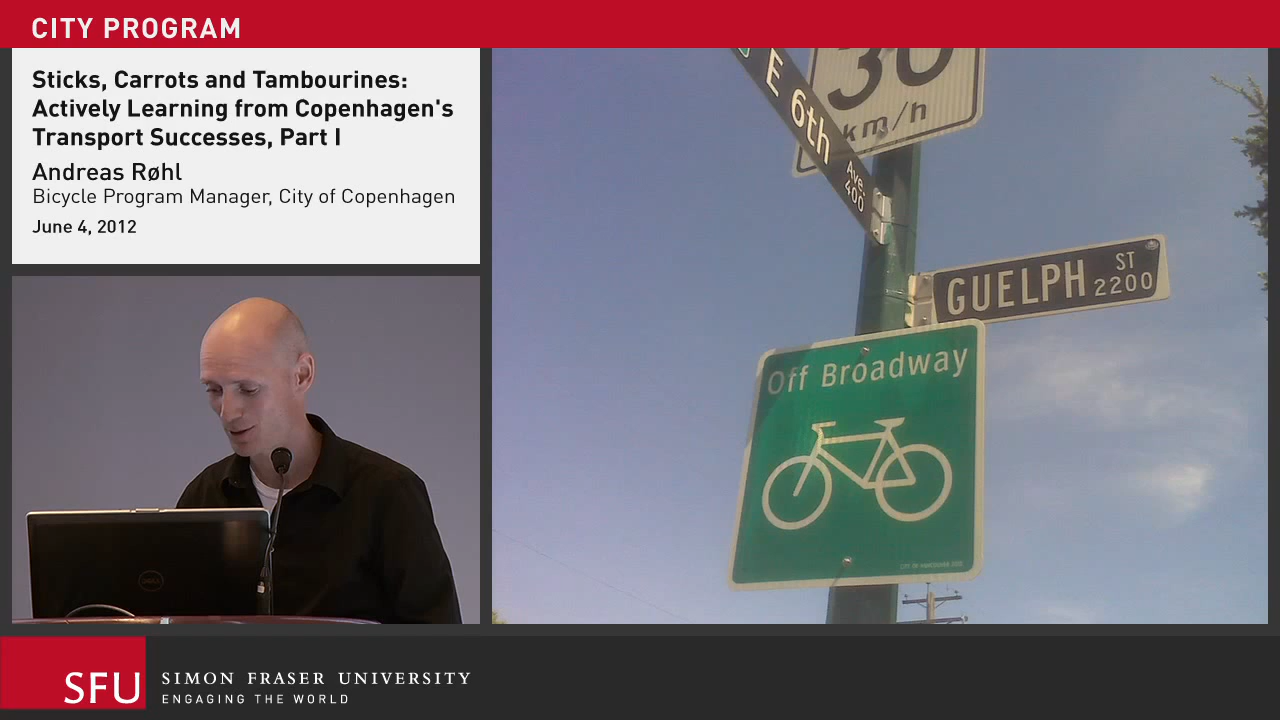 CITY PROGRAM
Sticks, Carrots and Tambourines:
Actively Learning from Copenhagen's
Transport Successes, Part I
Andreas Røhl
Bicycle Program Manager, City of Copenhagen
June 4, 2012
30
km/h
E 6th Ave. 400
GUELPH ST 2200
Off Broadway
DELL
SFU
SIMON FRASER UNIVERSITY
ENGAGING THE WORLD